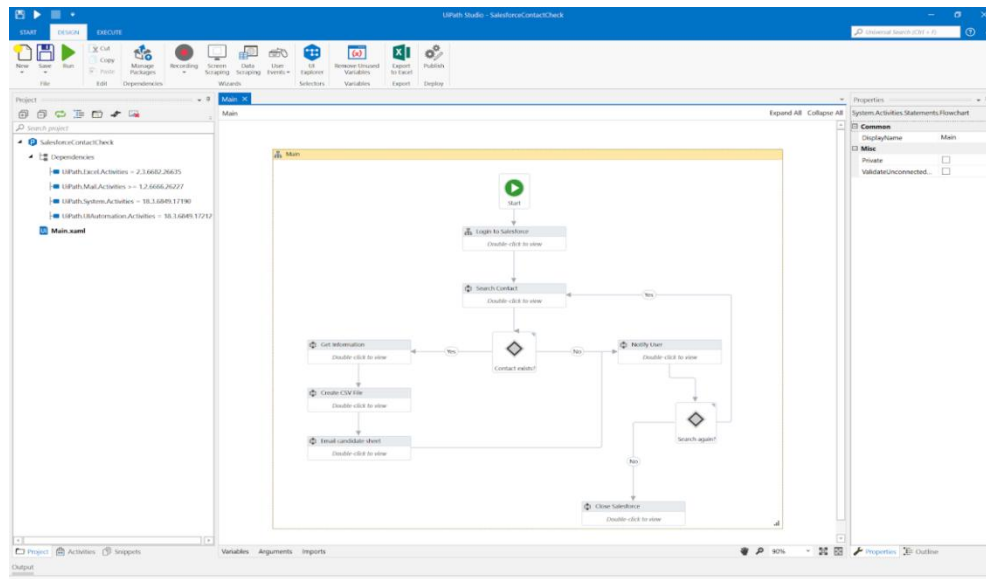 UiPath Studio - SalesforceContactCheck
START DESIGN EXECUTE
Universal Search (Ctrl + F)
New Save Run
Cut
Copy
Paste
Manage Packages
Recording
Screen Scraping
Data Scraping
User Events
UI Explorer
Remove Unused Variables
Export to Excel
Publish
File Edit Dependencies Wizards Selectors Variables Export Deploy
Project
Search project
SalesforceContactCheck
Dependencies
UiPath.Excel.Activities = 2.3.6682.26635
UiPath.Mail.Activities >= 1.2.6666.26227
UiPath.System.Activities = 18.3.6849.17190
UiPath.UIAutomation.Activities = 18.3.6849.17212
Main.xaml
Project Activities Snippets
Output
Main
Main
Expand All Collapse All
Main
Start
Login to Salesforce
Double-click to view
Search Contact
Double-click to view
Yes
Contact exists?
Yes
No
Get Information
Double-click to view
Notify User
Double-click to view
Create CSV File
Double-click to view
Search again?
Email candidate sheet
Double-click to view
No
Close Salesforce
Double-click to view
Variables Arguments Imports
90%
Properties
System.Activities.Statements.Flowchart
Common
DisplayName Main
Misc
Private
ValidateUnconnected...
Properties Outline